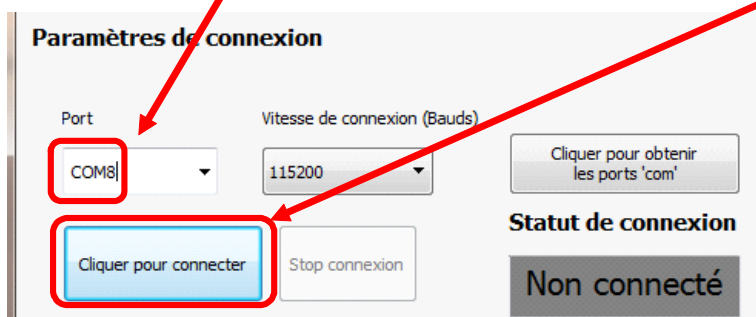 Paramètres de connexion
Port
Vitesse de connexion (Bauds)
COM8
115200
Cliquer pour obtenir
les ports 'com'
Statut de connexion
Cliquer pour connecter
Stop connexion
Non connecté